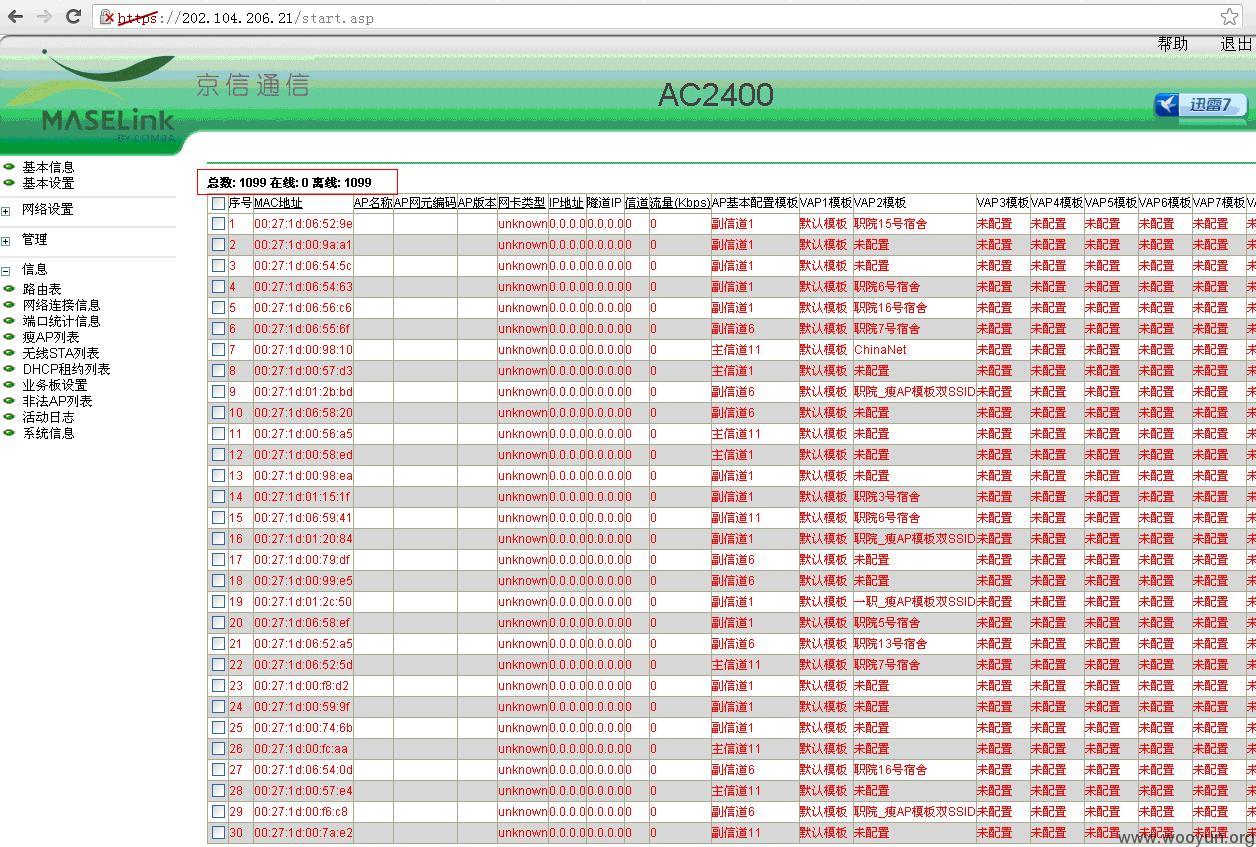 https://202.104.206.21/start.asp
帮助 退出
京信通信
MASELink
BY COMBA
AC2400
迅雷7
基本信息
基本设置
网络设置
管理
信息
路由表
网络连接信息
端口统计信息
瘦AP列表
无线STA列表
DHCP租约列表
业务板设置
非法AP列表
活动日志
系统信息
总数: 1099 在线: 0 离线: 1099
序号 MAC地址 AP名称 AP网元编码 AP版本 网卡类型 IP地址 隧道IP 信道 流量(Kbps) AP基本配置模板 VAP1模板 VAP2模板 VAP3模板 VAP4模板 VAP5模板 VAP6模板 VAP7模板
1 00:27:1d:06:52:9e unknown 0.0.0.0 0.0.0.0 0 0 副信道1 默认模板 职院15号宿舍 未配置 未配置 未配置 未配置 未配置
2 00:27:1d:00:9a:a1 unknown 0.0.0.0 0.0.0.0 0 0 副信道1 默认模板 未配置 未配置 未配置 未配置 未配置 未配置
3 00:27:1d:06:54:5c unknown 0.0.0.0 0.0.0.0 0 0 副信道1 默认模板 未配置 未配置 未配置 未配置 未配置 未配置
4 00:27:1d:06:54:63 unknown 0.0.0.0 0.0.0.0 0 0 副信道1 默认模板 职院6号宿舍 未配置 未配置 未配置 未配置 未配置
5 00:27:1d:06:56:c6 unknown 0.0.0.0 0.0.0.0 0 0 副信道1 默认模板 职院16号宿舍 未配置 未配置 未配置 未配置 未配置
6 00:27:1d:06:55:6f unknown 0.0.0.0 0.0.0.0 0 0 副信道6 默认模板 职院7号宿舍 未配置 未配置 未配置 未配置 未配置
7 00:27:1d:00:98:10 unknown 0.0.0.0 0.0.0.0 0 0 主信道11 默认模板 ChinaNet 未配置 未配置 未配置 未配置 未配置
8 00:27:1d:00:57:d3 unknown 0.0.0.0 0.0.0.0 0 0 主信道1 默认模板 未配置 未配置 未配置 未配置 未配置 未配置
9 00:27:1d:01:2b:bd unknown 0.0.0.0 0.0.0.0 0 0 副信道6 默认模板 职院_瘦AP模板双SSID 未配置 未配置 未配置 未配置 未配置
10 00:27:1d:06:58:20 unknown 0.0.0.0 0.0.0.0 0 0 副信道6 默认模板 未配置 未配置 未配置 未配置 未配置 未配置
11 00:27:1d:00:56:a5 unknown 0.0.0.0 0.0.0.0 0 0 主信道11 默认模板 未配置 未配置 未配置 未配置 未配置 未配置
12 00:27:1d:00:58:ed unknown 0.0.0.0 0.0.0.0 0 0 主信道1 默认模板 未配置 未配置 未配置 未配置 未配置 未配置
13 00:27:1d:00:98:ea unknown 0.0.0.0 0.0.0.0 0 0 副信道1 默认模板 未配置 未配置 未配置 未配置 未配置 未配置
14 00:27:1d:01:15:1f unknown 0.0.0.0 0.0.0.0 0 0 副信道1 默认模板 职院3号宿舍 未配置 未配置 未配置 未配置 未配置
15 00:27:1d:06:59:41 unknown 0.0.0.0 0.0.0.0 0 0 副信道11 默认模板 职院6号宿舍 未配置 未配置 未配置 未配置 未配置
16 00:27:1d:01:20:84 unknown 0.0.0.0 0.0.0.0 0 0 副信道1 默认模板 职院_瘦AP模板双SSID 未配置 未配置 未配置 未配置 未配置
17 00:27:1d:00:79:df unknown 0.0.0.0 0.0.0.0 0 0 副信道6 默认模板 未配置 未配置 未配置 未配置 未配置 未配置
18 00:27:1d:00:99:e5 unknown 0.0.0.0 0.0.0.0 0 0 副信道6 默认模板 未配置 未配置 未配置 未配置 未配置 未配置
19 00:27:1d:01:2c:50 unknown 0.0.0.0 0.0.0.0 0 0 副信道1 默认模板 一职_瘦AP模板双SSID 未配置 未配置 未配置 未配置 未配置
20 00:27:1d:06:58:ef unknown 0.0.0.0 0.0.0.0 0 0 副信道1 默认模板 职院5号宿舍 未配置 未配置 未配置 未配置 未配置
21 00:27:1d:06:52:a5 unknown 0.0.0.0 0.0.0.0 0 0 副信道6 默认模板 职院13号宿舍 未配置 未配置 未配置 未配置 未配置
22 00:27:1d:06:52:5d unknown 0.0.0.0 0.0.0.0 0 0 主信道11 默认模板 职院7号宿舍 未配置 未配置 未配置 未配置 未配置
23 00:27:1d:00:f8:d2 unknown 0.0.0.0 0.0.0.0 0 0 副信道1 默认模板 未配置 未配置 未配置 未配置 未配置 未配置
24 00:27:1d:00:59:9f unknown 0.0.0.0 0.0.0.0 0 0 副信道1 默认模板 未配置 未配置 未配置 未配置 未配置 未配置
25 00:27:1d:00:74:6b unknown 0.0.0.0 0.0.0.0 0 0 副信道1 默认模板 未配置 未配置 未配置 未配置 未配置 未配置
26 00:27:1d:00:fc:aa unknown 0.0.0.0 0.0.0.0 0 0 主信道11 默认模板 未配置 未配置 未配置 未配置 未配置 未配置
27 00:27:1d:06:54:0d unknown 0.0.0.0 0.0.0.0 0 0 副信道6 默认模板 职院16号宿舍 未配置 未配置 未配置 未配置 未配置
28 00:27:1d:00:57:e4 unknown 0.0.0.0 0.0.0.0 0 0 主信道11 默认模板 未配置 未配置 未配置 未配置 未配置 未配置
29 00:27:1d:00:f6:c8 unknown 0.0.0.0 0.0.0.0 0 0 副信道6 默认模板 职院_瘦AP模板双SSID 未配置 未配置 未配置 未配置 未配置
30 00:27:1d:00:7a:e2 unknown 0.0.0.0 0.0.0.0 0 0 副信道11 默认模板 未配置 未配置 未配置 未配置 未配置 未配置
www.wooyun.org